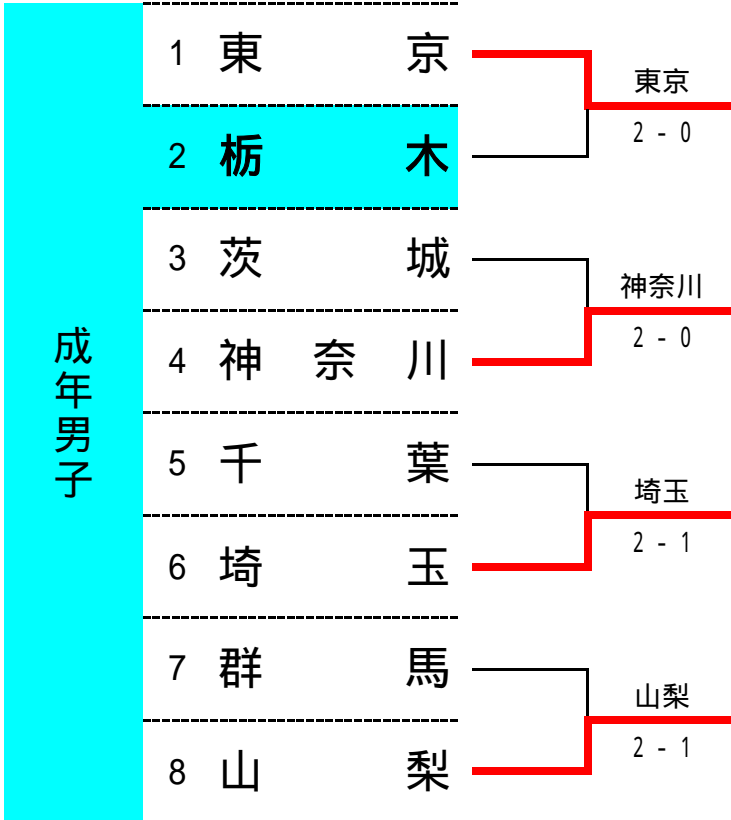 成年男子
1 東京
2 栃木
東京
2 - 0
3 茨城
4 神奈川
神奈川
2 - 0
5 千葉
6 埼玉
埼玉
2 - 1
7 群馬
8 山梨
山梨
2 - 1